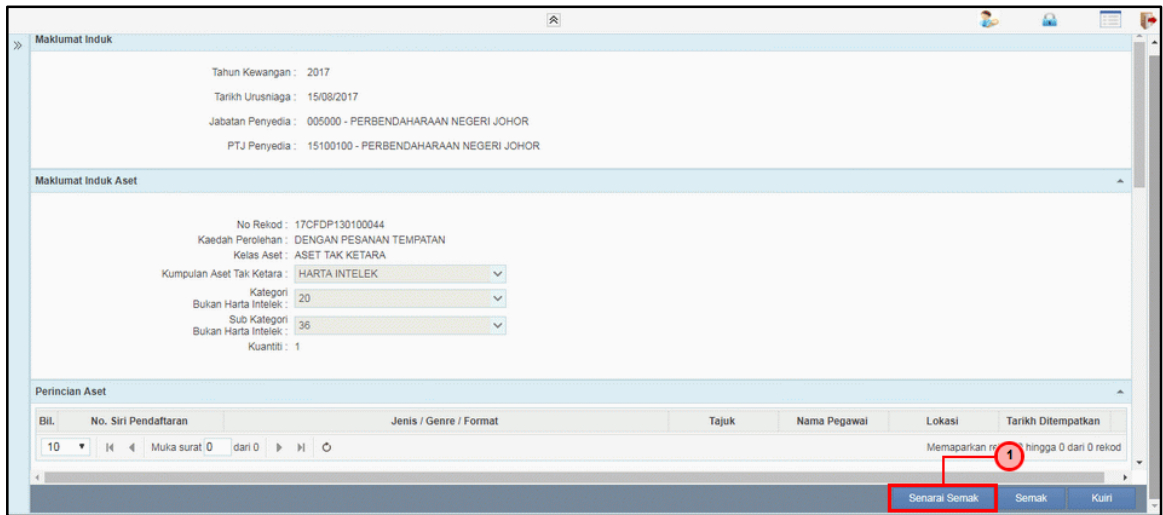 Maklumat Induk
Tahun Kewangan : 2017
Tarikh Urusniaga : 15/08/2017
Jabatan Penyedia : 005000 - PERBENDAHARAAN NEGERI JOHOR
PTJ Penyedia : 15100100 - PERBENDAHARAAN NEGERI JOHOR
Maklumat Induk Aset
No Rekod : 17CFDP130100044
Kaedah Perolehan : DENGAN PESANAN TEMPATAN
Kelas Aset : ASET TAK KETARA
Kumpulan Aset Tak Ketara : HARTA INTELEK
Kategori
Bukan Harta Intelek : 20
Sub Kategori
Bukan Harta Intelek : 36
Kuantiti : 1
Perincian Aset
Bil. No. Siri Pendaftaran Jenis / Genre / Format Tajuk Nama Pegawai Lokasi Tarikh Ditempatkan
10 Muka surat 0 dari 0 Memaparkan hingga 0 dari 0 rekod
1
Senarai Semak Semak Kuiri